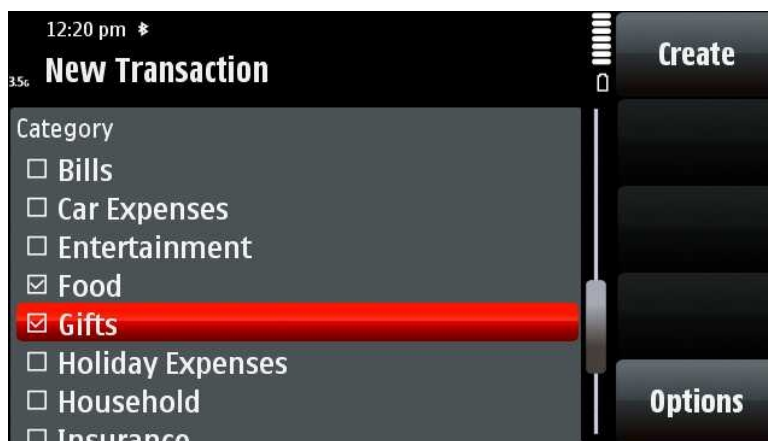 12:20 pm
3.5G
New Transaction
Create
Category
Bills
Car Expenses
Entertainment
Food
Gifts
Holiday Expenses
Household
Insurance
Options